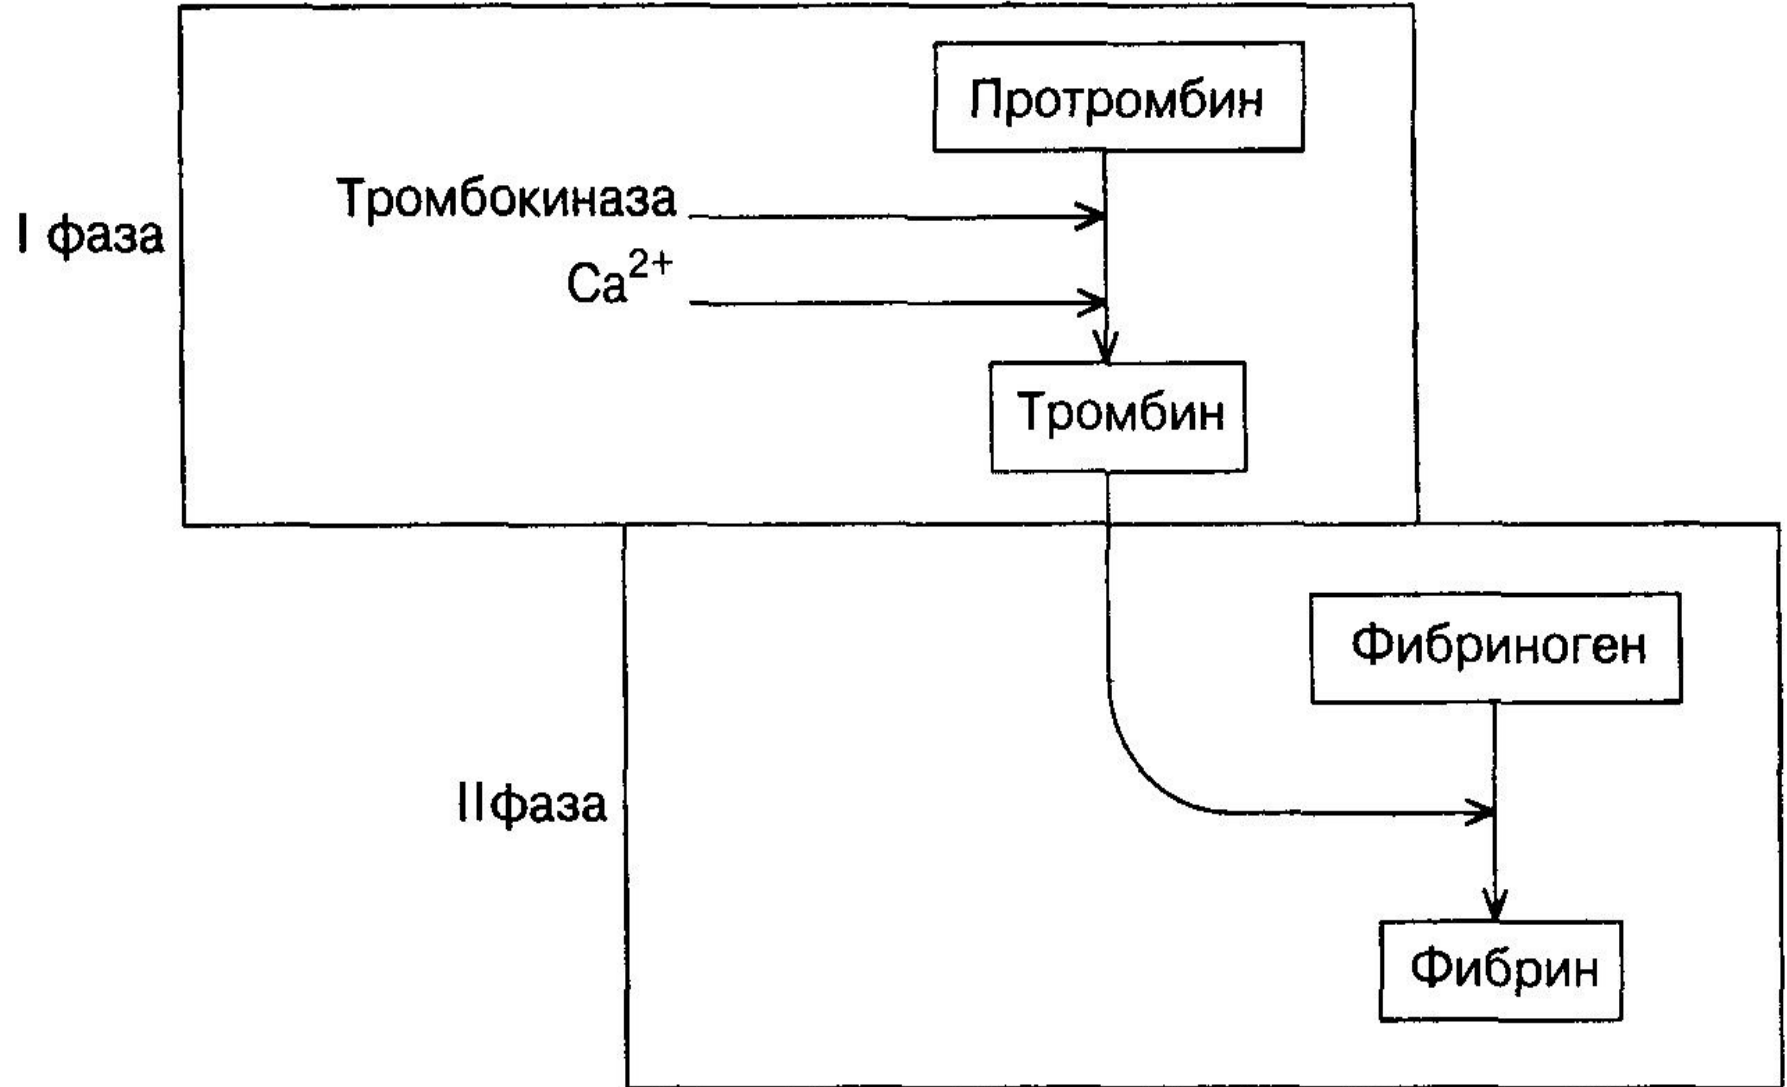 Протромбин
Тромбокиназа
I фаза
Ca²⁺
Тромбин
Фибриноген
IIфаза
Фибрин